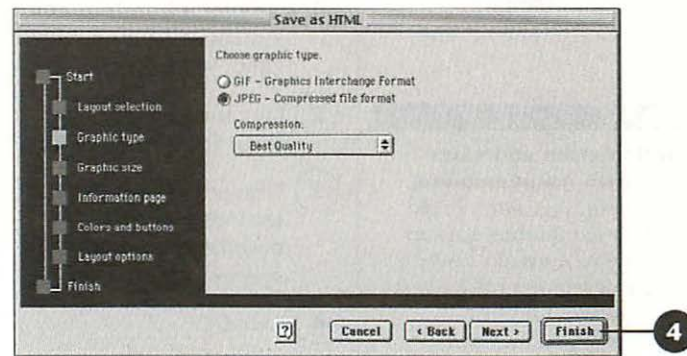 Save as HTML
Start
Layout selection
Graphic type
Graphic size
Information page
Colors and buttons
Layout options
Finish
Choose graphic type.
GIF - Graphics Interchange Format
JPEG - Compressed file format
Compression:
Best Quality
?
Cancel
< Back
Next >
Finish
4